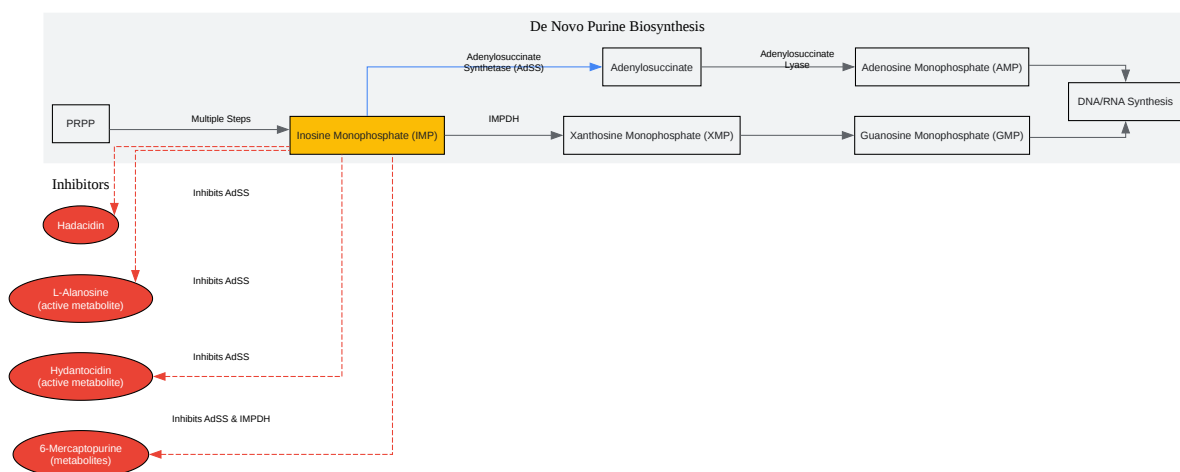 De Novo Purine Biosynthesis
Adenylosuccinate
Synthetase (AdSS)
Adenylosuccinate
Adenylosuccinate
Lyase
Adenosine Monophosphate (AMP)
DNA/RNA Synthesis
PRPP
Multiple Steps
Inosine Monophosphate (IMP)
IMPDH
Xanthosine Monophosphate (XMP)
Guanosine Monophosphate (GMP)
Inhibitors
Inhibits AdSS
Hadacidin
Inhibits AdSS
L-Alanosine
(active metabolite)
Inhibits AdSS
Hydantocidin
(active metabolite)
Inhibits AdSS & IMPDH
6-Mercaptopurine
(metabolites)